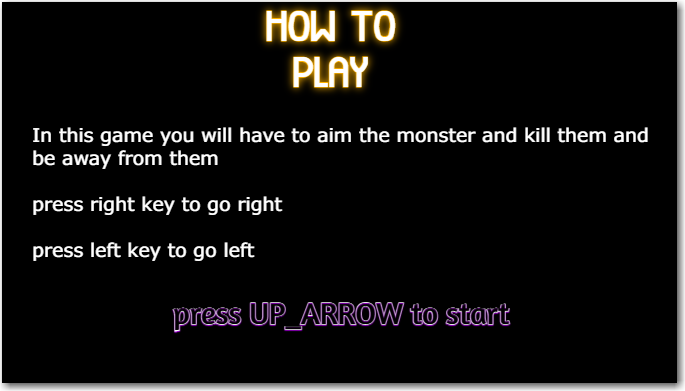 HOW TO
PLAY
In this game you will have to aim the monster and kill them and
be away from them
press right key to go right
press left key to go left
press UP_ARROW to start